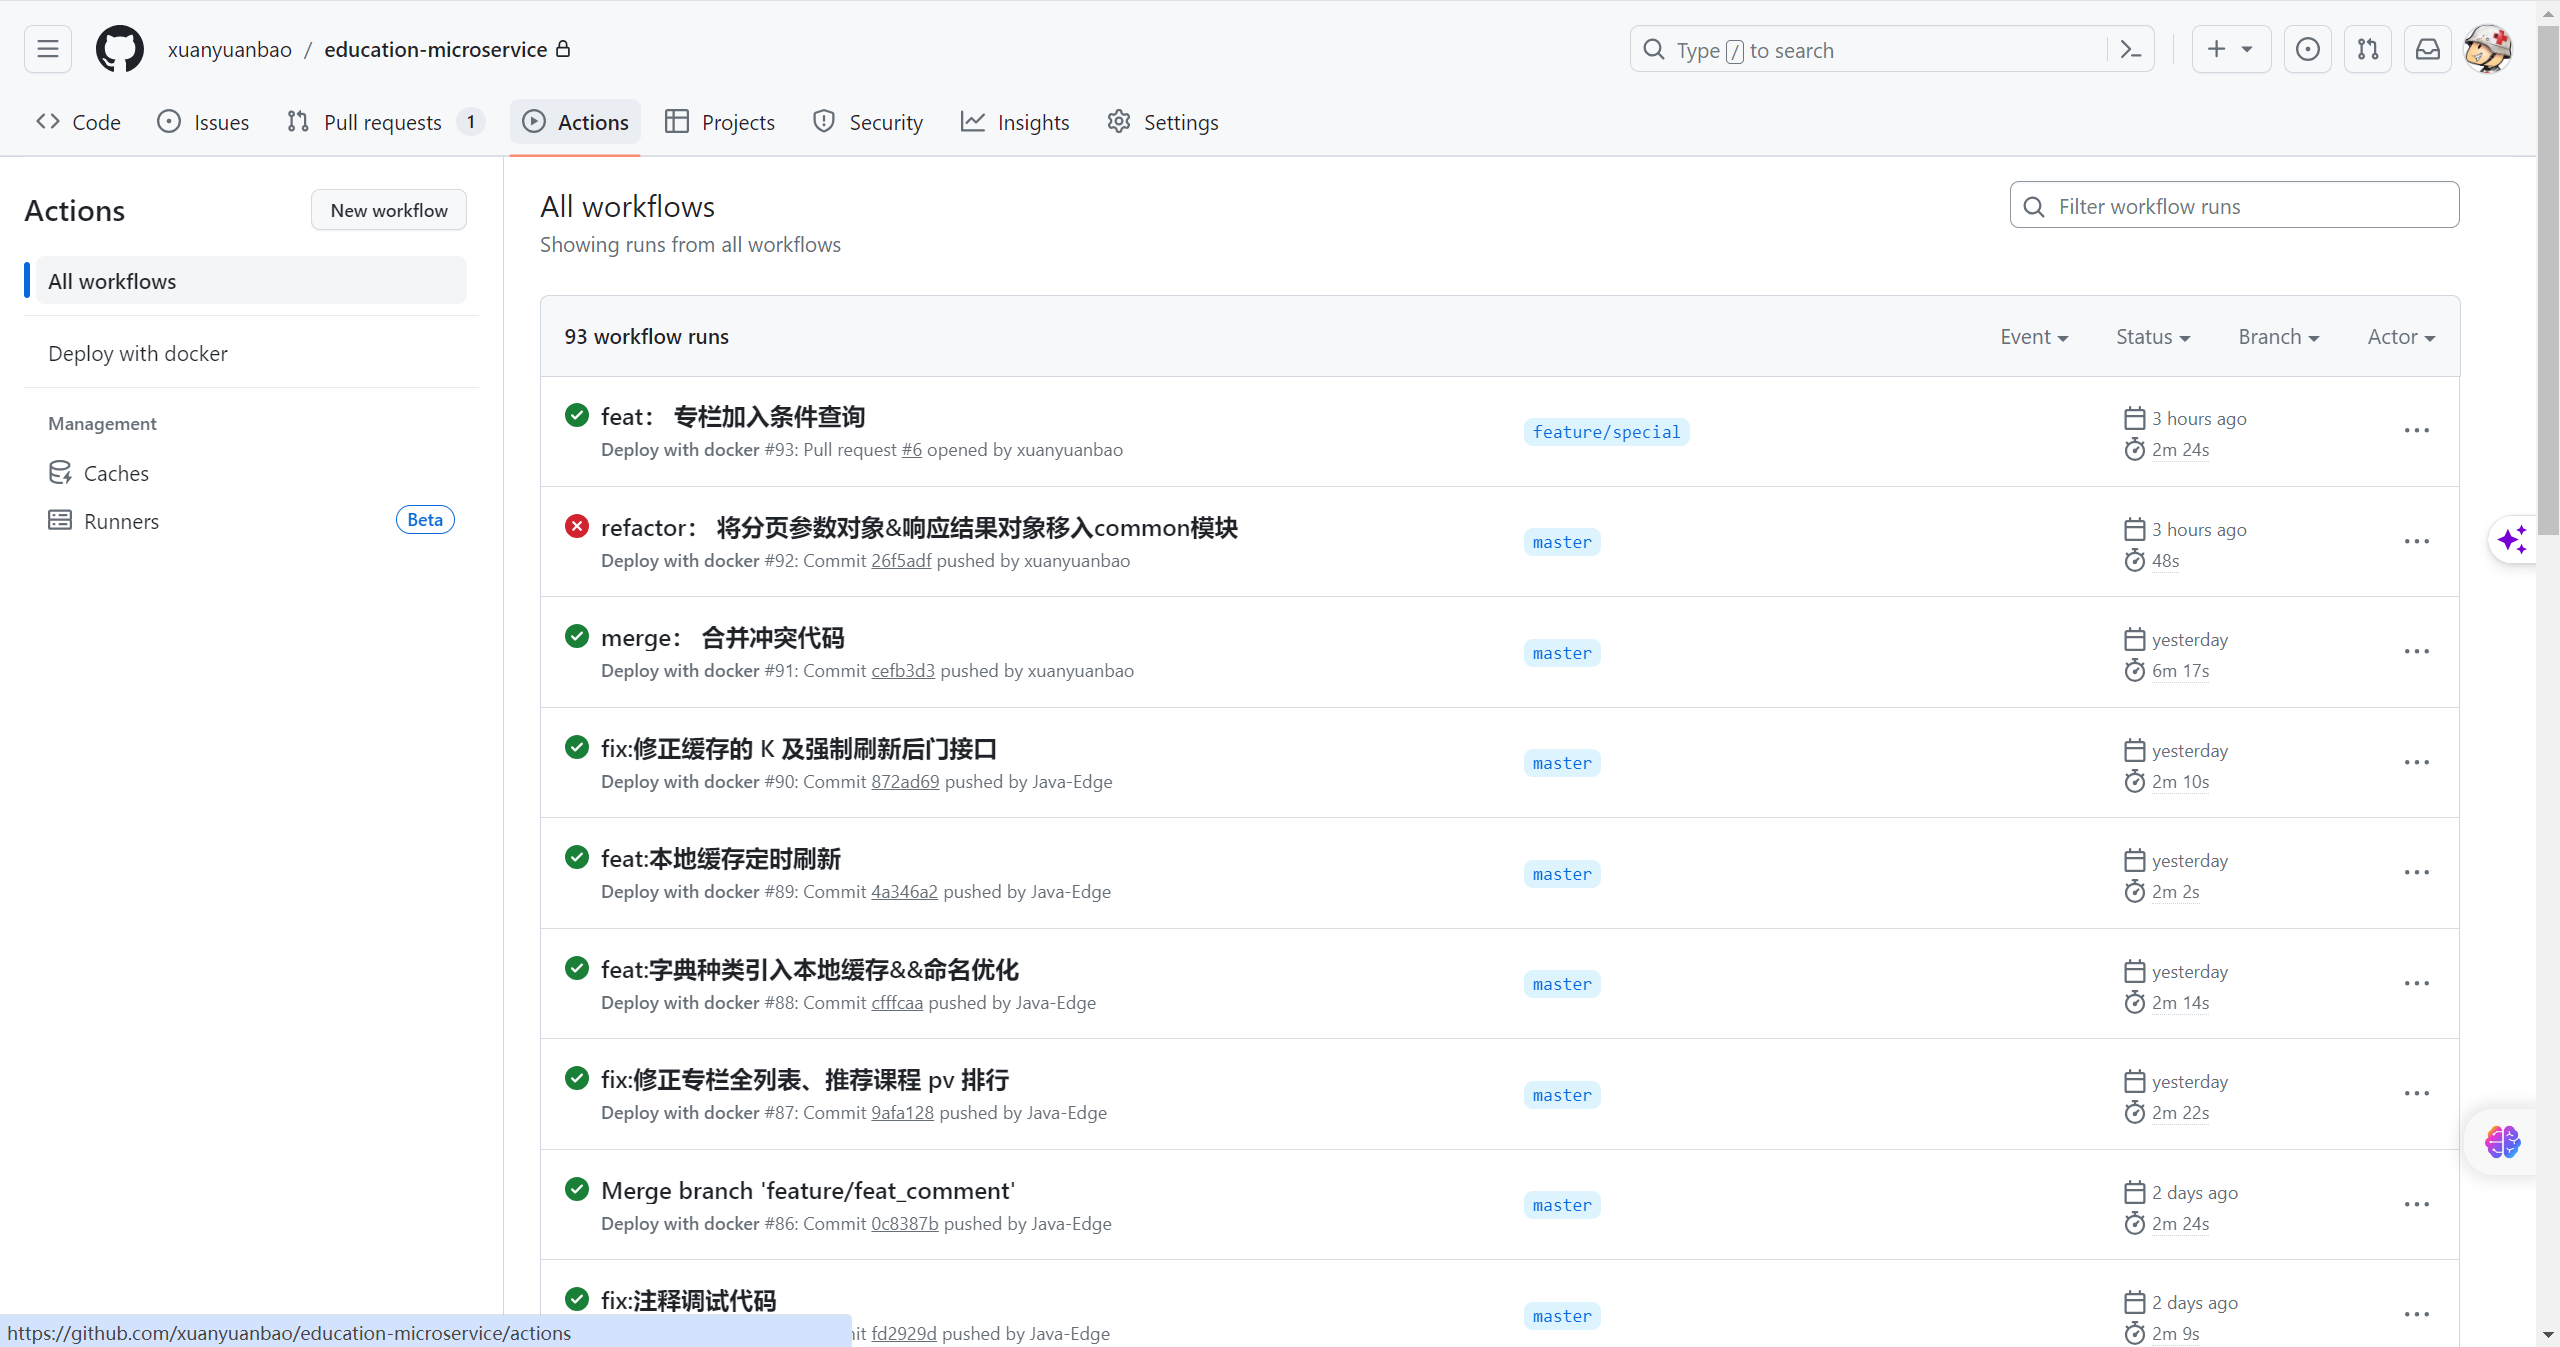 xuanyuanbao / education-microservice
Type / to search
Code
Issues
Pull requests 1
Actions
Projects
Security
Insights
Settings
Actions
New workflow
All workflows
Deploy with docker
Management
Caches
Runners
Beta
All workflows
Showing runs from all workflows
Filter workflow runs
93 workflow runs
Event
Status
Branch
Actor
feat： 专栏加入条件查询
Deploy with docker #93: Pull request #6 opened by xuanyuanbao
feature/special
3 hours ago
2m 24s
refactor： 将分页参数对象&响应结果对象移入common模块
Deploy with docker #92: Commit 26f5adf pushed by xuanyuanbao
master
3 hours ago
48s
merge： 合并冲突代码
Deploy with docker #91: Commit cefb3d3 pushed by xuanyuanbao
master
yesterday
6m 17s
fix:修正缓存的 K 及强制刷新后门接口
Deploy with docker #90: Commit 872ad69 pushed by Java-Edge
master
yesterday
2m 10s
feat:本地缓存定时刷新
Deploy with docker #89: Commit 4a346a2 pushed by Java-Edge
master
yesterday
2m 2s
feat:字典种类引入本地缓存&&命名优化
Deploy with docker #88: Commit cfffcaa pushed by Java-Edge
master
yesterday
2m 14s
fix:修正专栏全列表、推荐课程 pv 排行
Deploy with docker #87: Commit 9afa128 pushed by Java-Edge
master
yesterday
2m 22s
Merge branch 'feature/feat_comment'
Deploy with docker #86: Commit 0c8387b pushed by Java-Edge
master
2 days ago
2m 24s
fix:注释调试代码
fd2929d pushed by Java-Edge
master
2 days ago
2m 9s
https://github.com/xuanyuanbao/education-microservice/actions